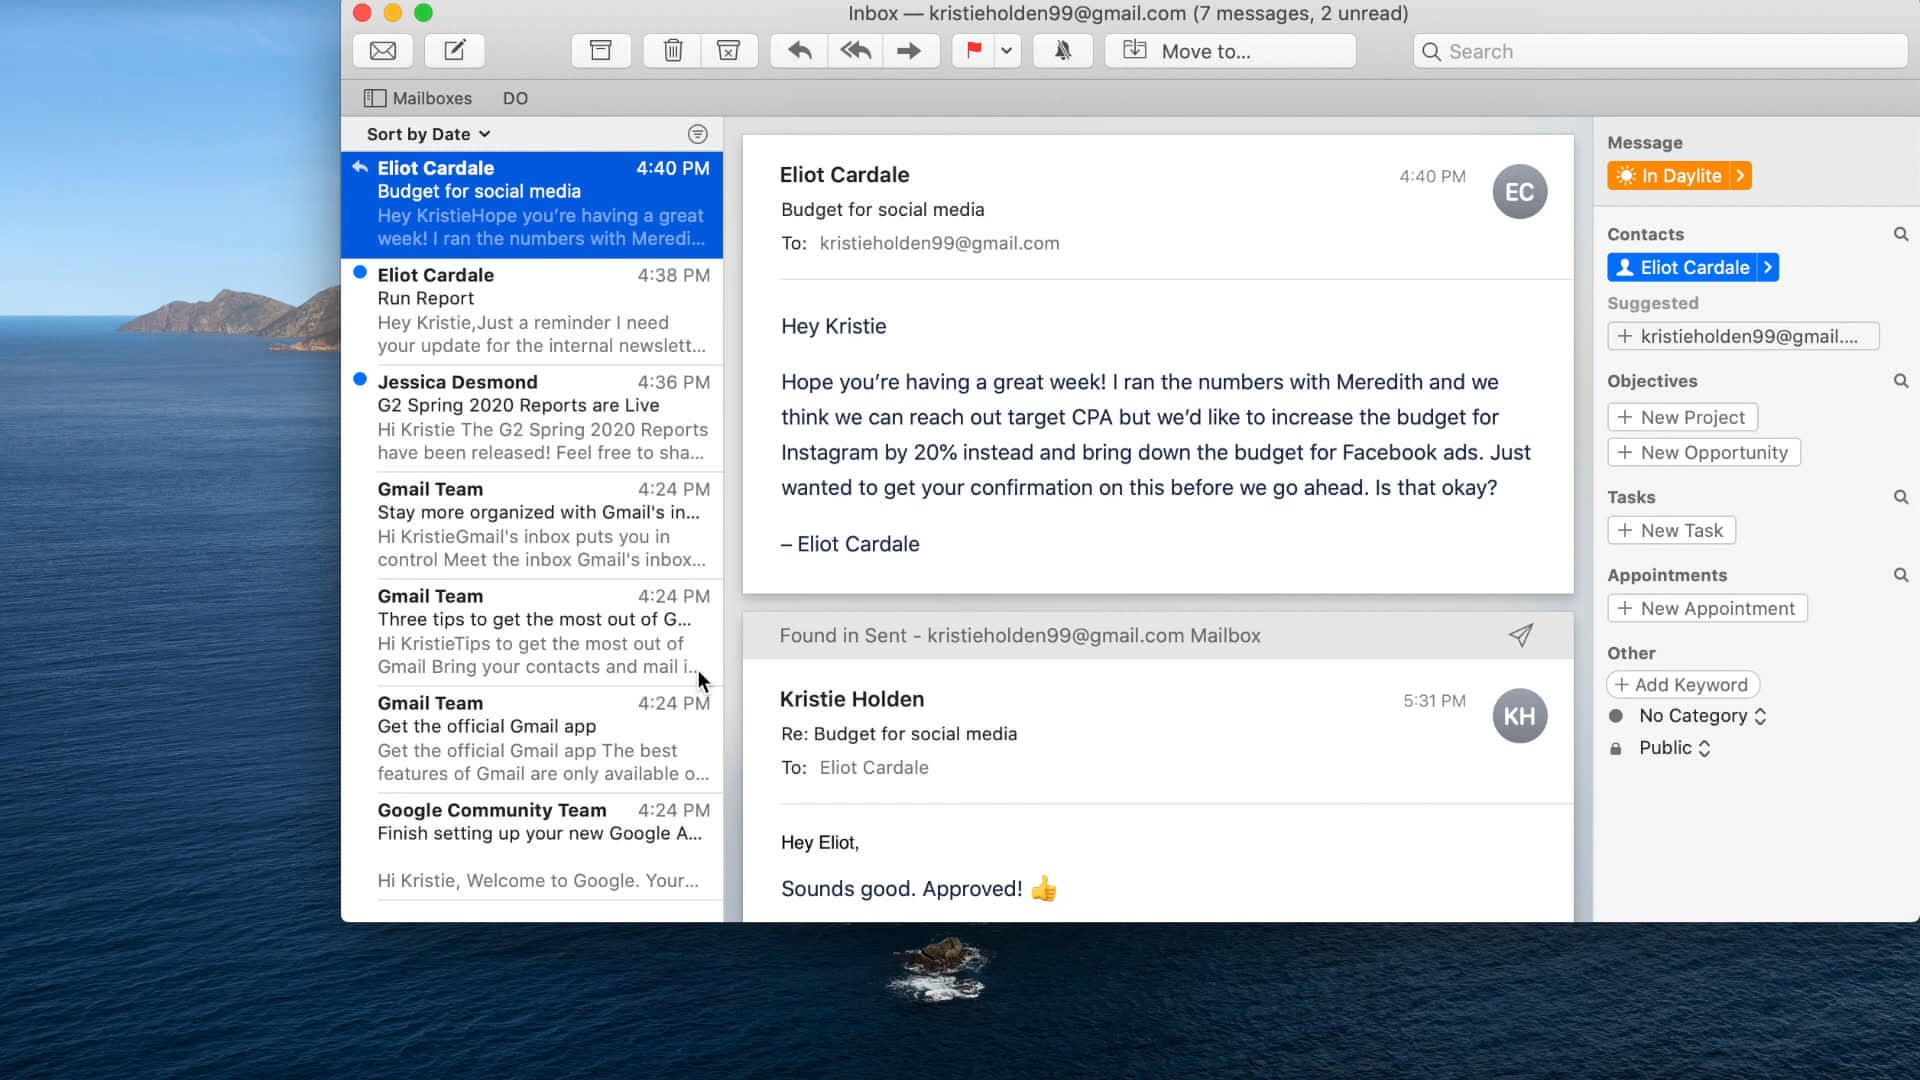 Inbox — kristieholden99@gmail.com (7 messages, 2 unread)
Move to...
Search
Mailboxes
DO
Sort by Date
Eliot Cardale 4:40 PM
Budget for social media
Hey KristieHope you’re having a great
week! I ran the numbers with Meredi...
Eliot Cardale 4:38 PM
Run Report
Hey Kristie,Just a reminder I need
your update for the internal newslett...
Jessica Desmond 4:36 PM
G2 Spring 2020 Reports are Live
Hi Kristie The G2 Spring 2020 Reports
have been released! Feel free to sha...
Gmail Team 4:24 PM
Stay more organized with Gmail's in...
Hi KristieGmail's inbox puts you in
control Meet the inbox Gmail's inbox...
Gmail Team 4:24 PM
Three tips to get the most out of G...
Hi KristieTips to get the most out of
Gmail Bring your contacts and mail i...
Gmail Team 4:24 PM
Get the official Gmail app
Get the official Gmail app The best
features of Gmail are only available o...
Google Community Team 4:24 PM
Finish setting up your new Google A...
Hi Kristie, Welcome to Google. Your...
Eliot Cardale 4:40 PM
EC
Budget for social media
To: kristieholden99@gmail.com
Hey Kristie
Hope you’re having a great week! I ran the numbers with Meredith and we
think we can reach out target CPA but we’d like to increase the budget for
Instagram by 20% instead and bring down the budget for Facebook ads. Just
wanted to get your confirmation on this before we go ahead. Is that okay?
– Eliot Cardale
Found in Sent - kristieholden99@gmail.com Mailbox
Kristie Holden 5:31 PM
KH
Re: Budget for social media
To: Eliot Cardale
Hey Eliot,
Sounds good. Approved! 👍
Message
In Daylite
Contacts
Eliot Cardale
Suggested
+ kristieholden99@gmail....
Objectives
+ New Project
+ New Opportunity
Tasks
+ New Task
Appointments
+ New Appointment
Other
+ Add Keyword
No Category
Public